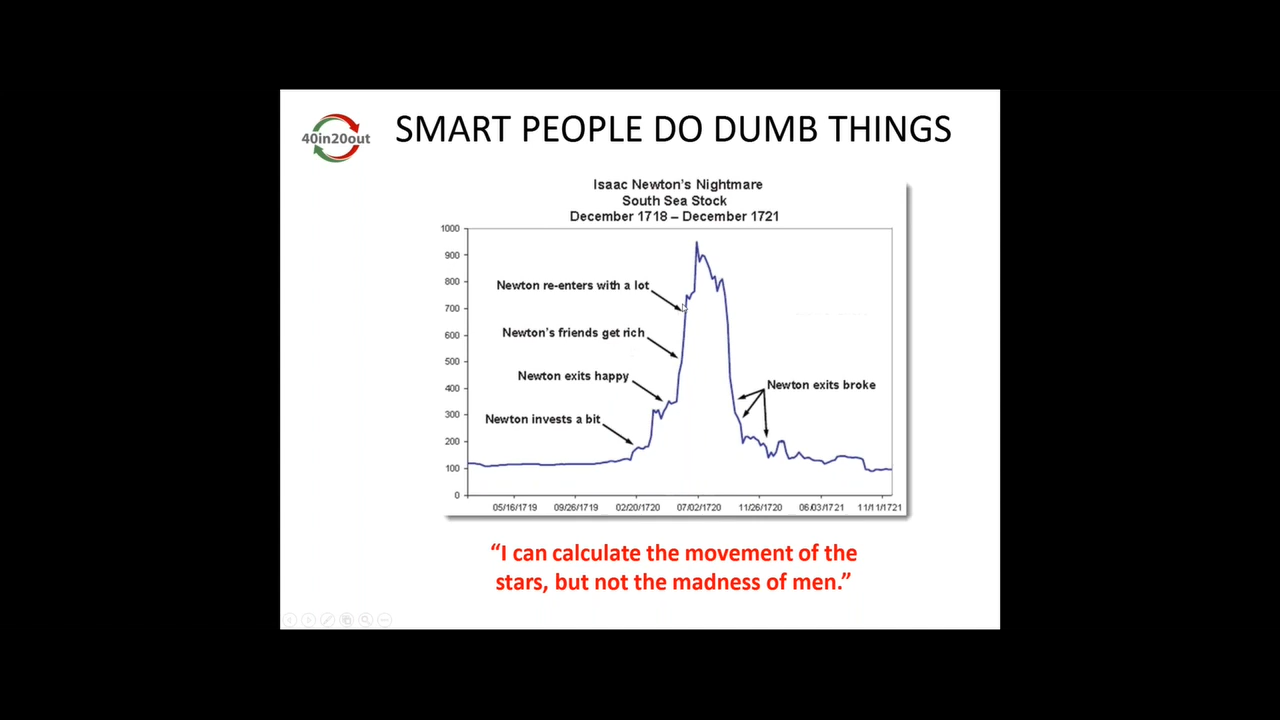 40in20out
SMART PEOPLE DO DUMB THINGS
Isaac Newton's Nightmare
South Sea Stock
December 1718 – December 1721
1000
900
800
700
600
500
400
300
200
100
0
Newton re-enters with a lot
Newton's friends get rich
Newton exits happy
Newton invests a bit
Newton exits broke
05/16/1719
09/26/1719
02/20/1720
07/02/1720
11/26/1720
06/03/1721
11/11/1721
“I can calculate the movement of the
stars, but not the madness of men.”